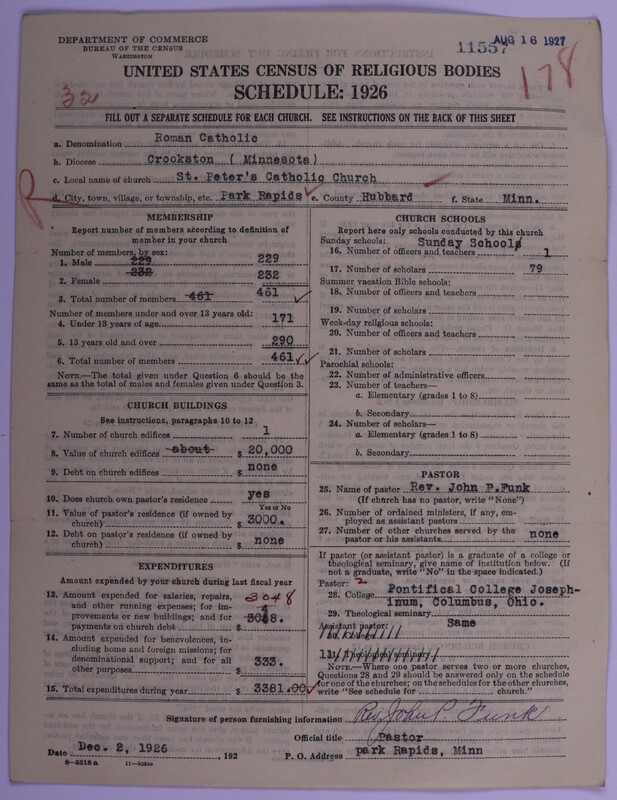 DEPARTMENT OF COMMERCE
BUREAU OF THE CENSUS
WASHINGTON
11557 AUG 16 1927
178
32
UNITED STATES CENSUS OF RELIGIOUS BODIES
SCHEDULE: 1926
FILL OUT A SEPARATE SCHEDULE FOR EACH CHURCH. SEE INSTRUCTIONS ON THE BACK OF THIS SHEET
a. Denomination Roman Catholic
b. Diocese Crookston ( Minnesota)
c. Local name of church St. Peter's Catholic Church
R
d. City, town, village, or township, etc. Park Rapids e. County Hubbard f. State Minn.
MEMBERSHIP
Report number of members according to definition of
member in your church
Number of members, by sex:
1. Male 229 229
2. Female 232 232
3. Total number of members 461 461
Number of members under and over 13 years old:
4. Under 13 years of age 171
5. 13 years old and over 290
6. Total number of members 461
NOTE.—The total given under Question 6 should be the
same as the total of males and females given under Question 3.
CHURCH BUILDINGS
See instructions, paragraphs 10 to 12
7. Number of church edifices 1
8. Value of church edifices about $ 20,000
9. Debt on church edifices $ none
10. Does church own pastor's residence yes
Yes or No
11. Value of pastor's residence (if owned by
church) $ 3000.
12. Debt on pastor's residence (if owned by
church) $ none
EXPENDITURES
Amount expended by your church during last fiscal year
13. Amount expended for salaries, repairs, 3048
and other running expenses; for im-
provements or new buildings; and for
payments on church debt $ 3048.
14. Amount expended for benevolences, in-
cluding home and foreign missions; for
denominational support; and for all
other purposes $ 333.
15. Total expenditures during year $ 3381.00
CHURCH SCHOOLS
Report here only schools conducted by this church
Sunday schools: Sunday School
16. Number of officers and teachers 1
17. Number of scholars 79
Summer vacation Bible schools:
18. Number of officers and teachers
19. Number of scholars
Week-day religious schools:
20. Number of officers and teachers
21. Number of scholars
Parochial schools:
22. Number of administrative officers
23. Number of teachers—
a. Elementary (grades 1 to 8)
b. Secondary
24. Number of scholars—
a. Elementary (grades 1 to 8)
b. Secondary
PASTOR
25. Name of pastor Rev. John P.Funk
(If church has no pastor, write "None")
26. Number of ordained ministers, if any, em-
ployed as assistant pastors
27. Number of other churches served by the
pastor or his assistants none
If pastor (or assistant pastor) is a graduate of a college or
theological seminary, give name of institution below. (If
not a graduate, write "No" in the space indicated.)
Pastor: 2
28. College Pontifical College Joseph-
inum, Columbus, Ohio.
29. Theological seminary Same
Assistant pastor:
30. College
31. Theological seminary
NOTE.—Where one pastor serves two or more churches,
Questions 28 and 29 should be answered only on the schedule
for one of the churches; on the schedules for the other churches,
write "See schedule for church."
Signature of person furnishing information Rev. John P. Funk
Official title Pastor
Date Dec. 2, 1926 , 192 P. O. Address park Rapids, Minn
8—5518 a